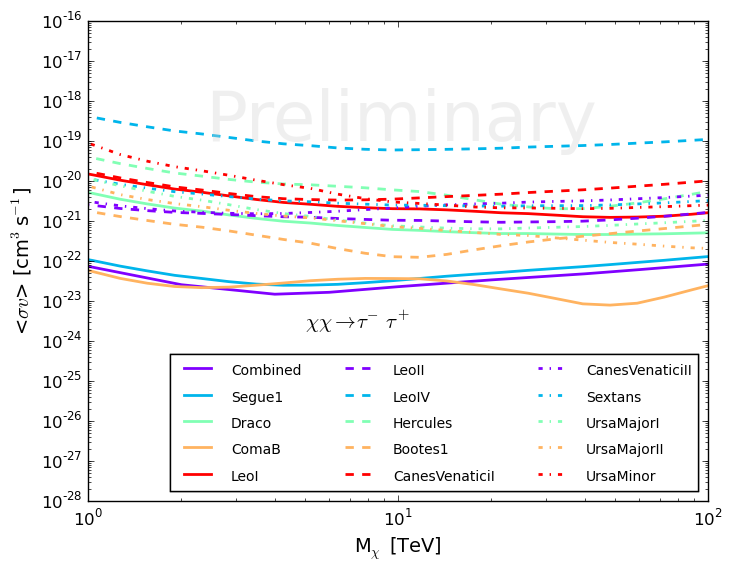 10^-16
10^-17
10^-18
10^-19
10^-20
10^-21
10^-22
10^-23
10^-24
10^-25
10^-26
10^-27
10^-28
<σv> [cm^3 s^-1]
Preliminary
χχ→τ^- τ^+
Combined LeoII CanesVenaticiII
Segue1 LeoIV Sextans
Draco Hercules UrsaMajorI
ComaB Bootes1 UrsaMajorII
LeoI CanesVenaticiI UrsaMinor
10^0 10^1 10^2
M_χ [TeV]